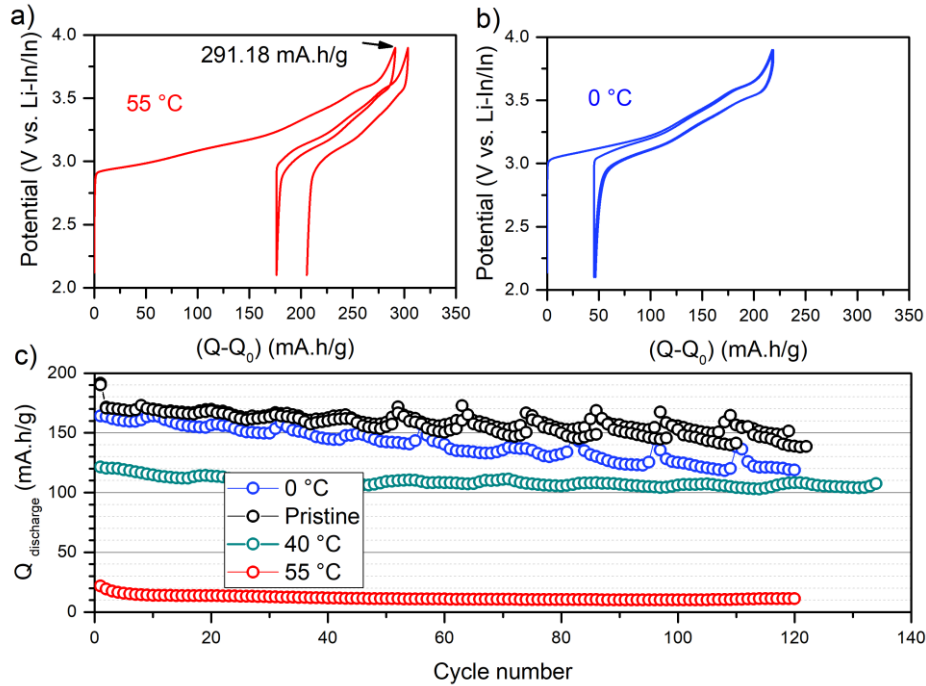 a)
291.18 mA.h/g
55 °C
4.0
3.5
3.0
2.5
2.0
Potential (V vs. Li-In/In)
0 50 100 150 200 250 300 350
(Q-Q0) (mA.h/g)
b)
0 °C
4.0
3.5
3.0
2.5
2.0
Potential (V vs. Li-In/In)
0 50 100 150 200 250 300 350
(Q-Q0) (mA.h/g)
c)
200
150
100
50
0
Q discharge (mA.h/g)
0 °C
Pristine
40 °C
55 °C
0 20 40 60 80 100 120 140
Cycle number